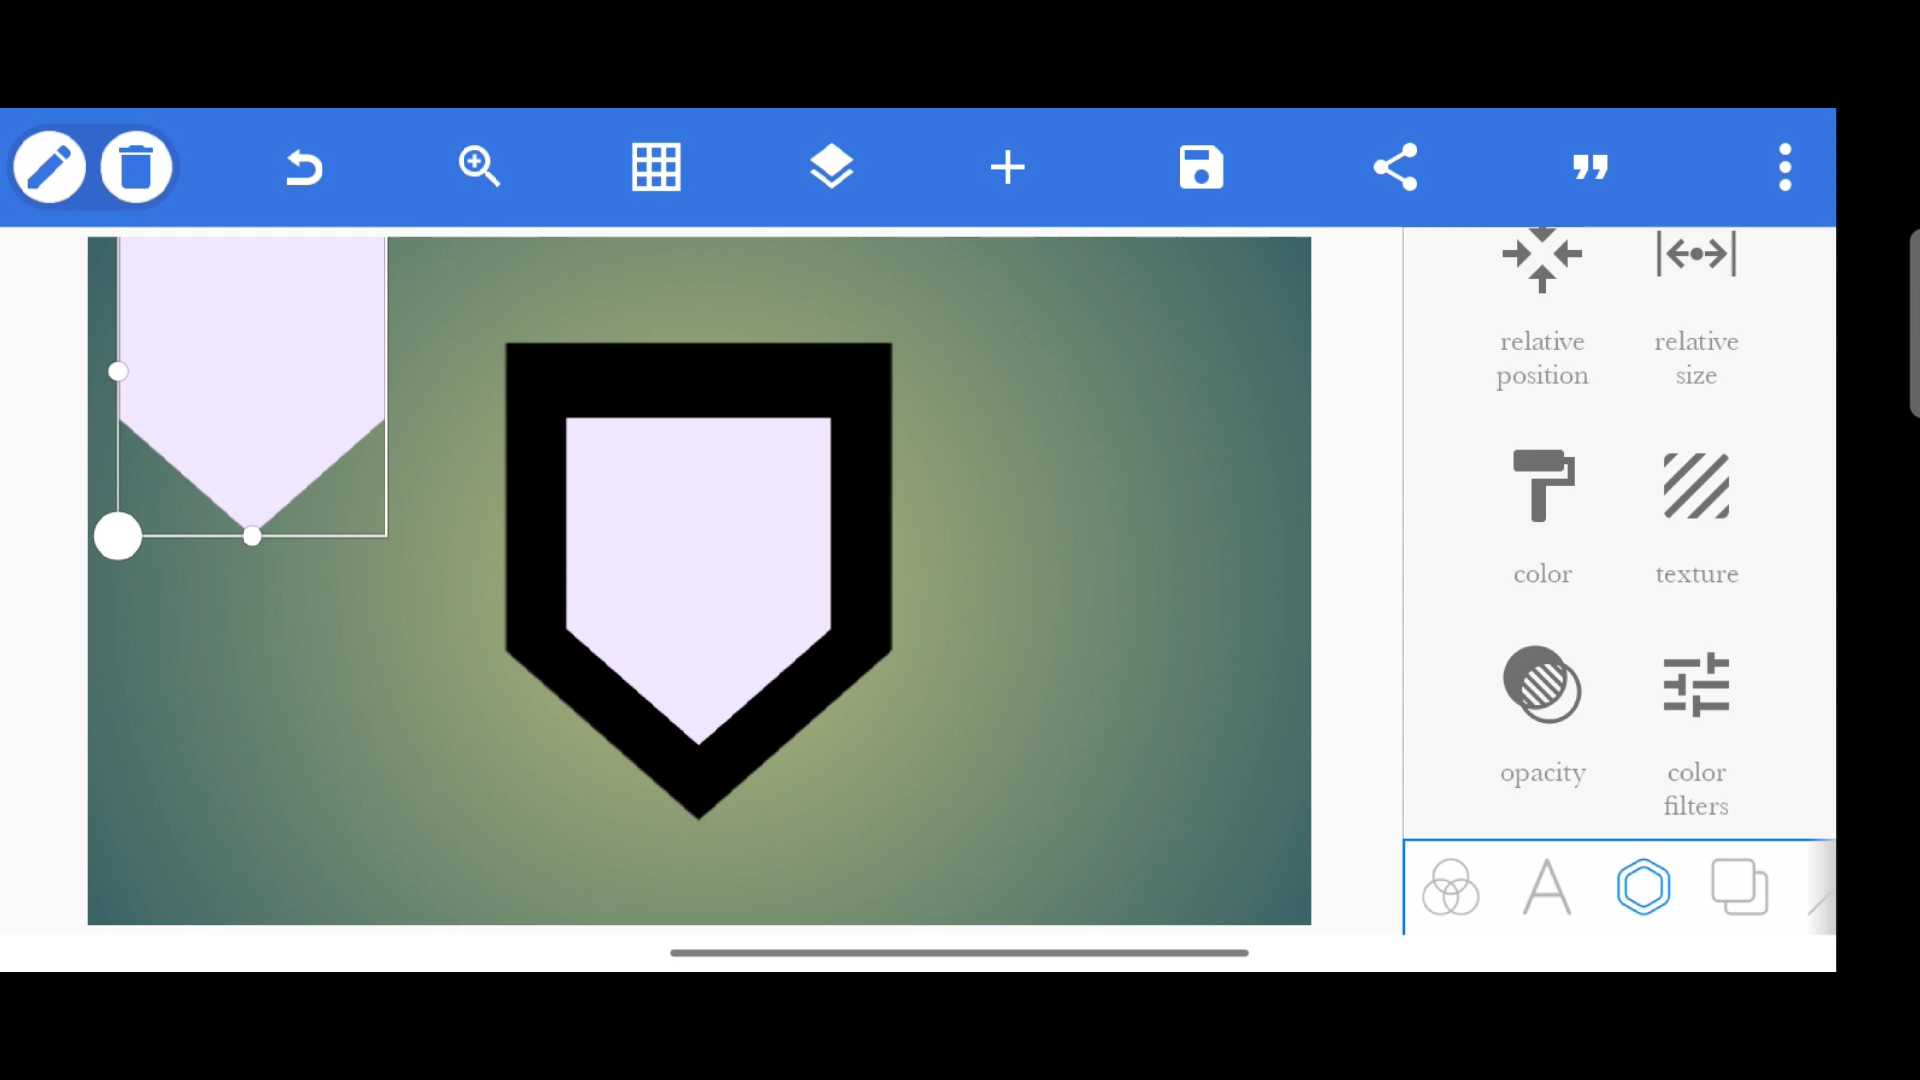 relative
position
relative
size
color
texture
opacity
color
filters